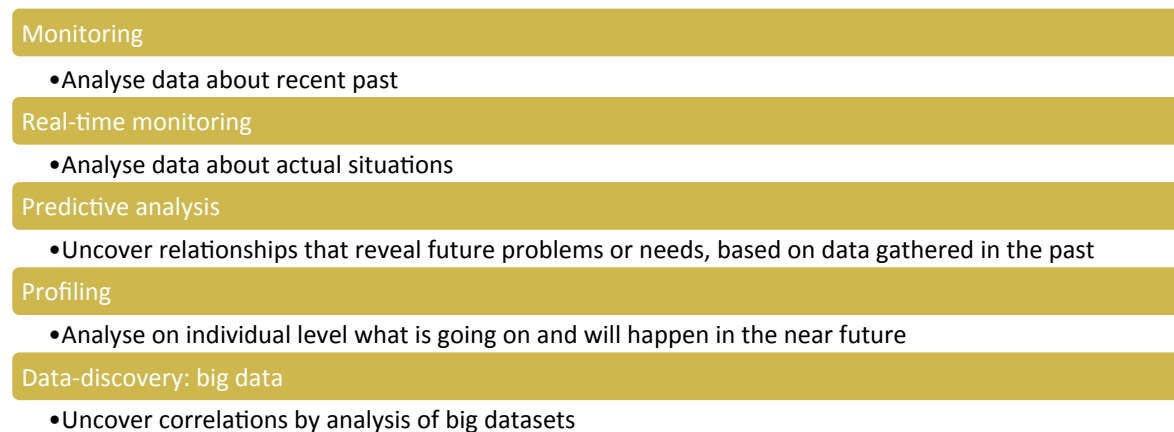 Monitoring
•Analyse data about recent past
Real-time monitoring
•Analyse data about actual situations
Predictive analysis
•Uncover relationships that reveal future problems or needs, based on data gathered in the past
Profiling
•Analyse on individual level what is going on and will happen in the near future
Data-discovery: big data
•Uncover correlations by analysis of big datasets